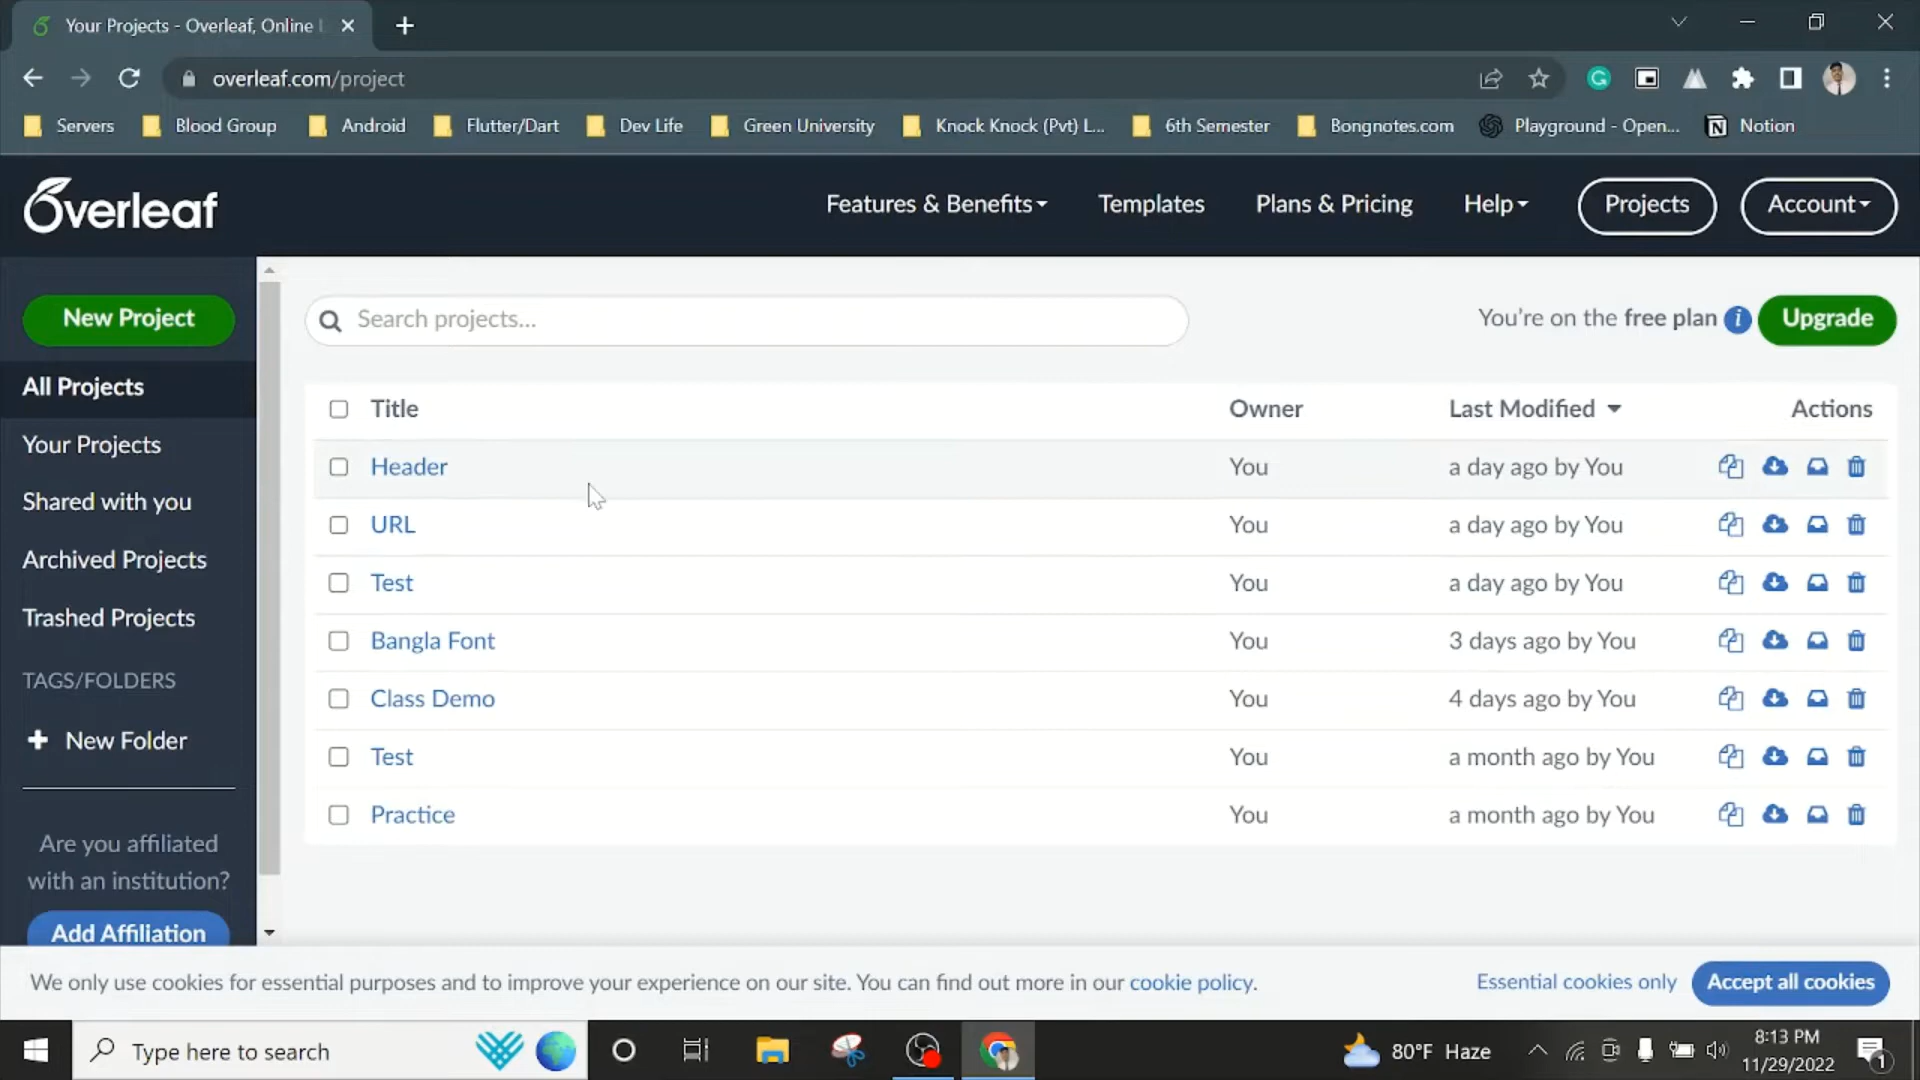 Your Projects - Overleaf, Online
overleaf.com/project
Servers Blood Group Android Flutter/Dart Dev Life Green University Knock Knock (Pvt) L... 6th Semester Bongnotes.com Playground - Open... Notion
Overleaf Features & Benefits Templates Plans & Pricing Help Projects Account
New Project Search projects... You're on the free plan Upgrade
All Projects
Your Projects
Shared with you
Archived Projects
Trashed Projects
TAGS/FOLDERS
New Folder
Are you affiliated
with an institution?
Add Affiliation
Title Owner Last Modified Actions
Header You a day ago by You
URL You a day ago by You
Test You a day ago by You
Bangla Font You 3 days ago by You
Class Demo You 4 days ago by You
Test You a month ago by You
Practice You a month ago by You
We only use cookies for essential purposes and to improve your experience on our site. You can find out more in our cookie policy. Essential cookies only Accept all cookies
Type here to search 80°F Haze 8:13 PM
11/29/2022 1